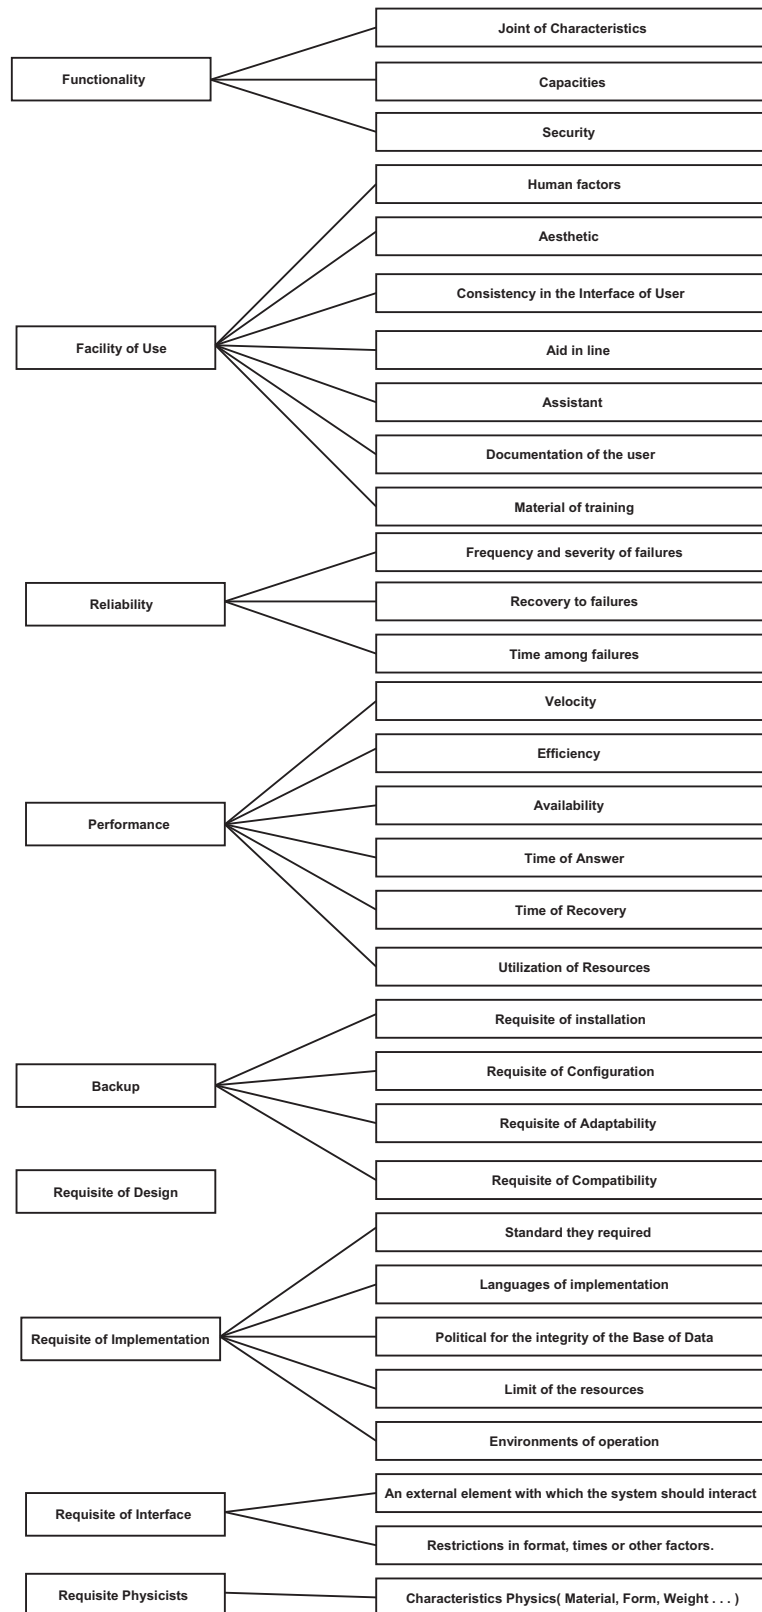 Functionality
Joint of Characteristics
Capacities
Security
Facility of Use
Human factors
Aesthetic
Consistency in the Interface of User
Aid in line
Assistant
Documentation of the user
Material of training
Reliability
Frequency and severity of failures
Recovery to failures
Time among failures
Performance
Velocity
Efficiency
Availability
Time of Answer
Time of Recovery
Utilization of Resources
Backup
Requisite of installation
Requisite of Configuration
Requisite of Adaptability
Requisite of Compatibility
Requisite of Design
Requisite of Implementation
Standard they required
Languages of implementation
Political for the integrity of the Base of Data
Limit of the resources
Environments of operation
Requisite of Interface
An external element with which the system should interact
Restrictions in format, times or other factors.
Requisite Physicists
Characteristics Physics( Material, Form, Weight . . . )